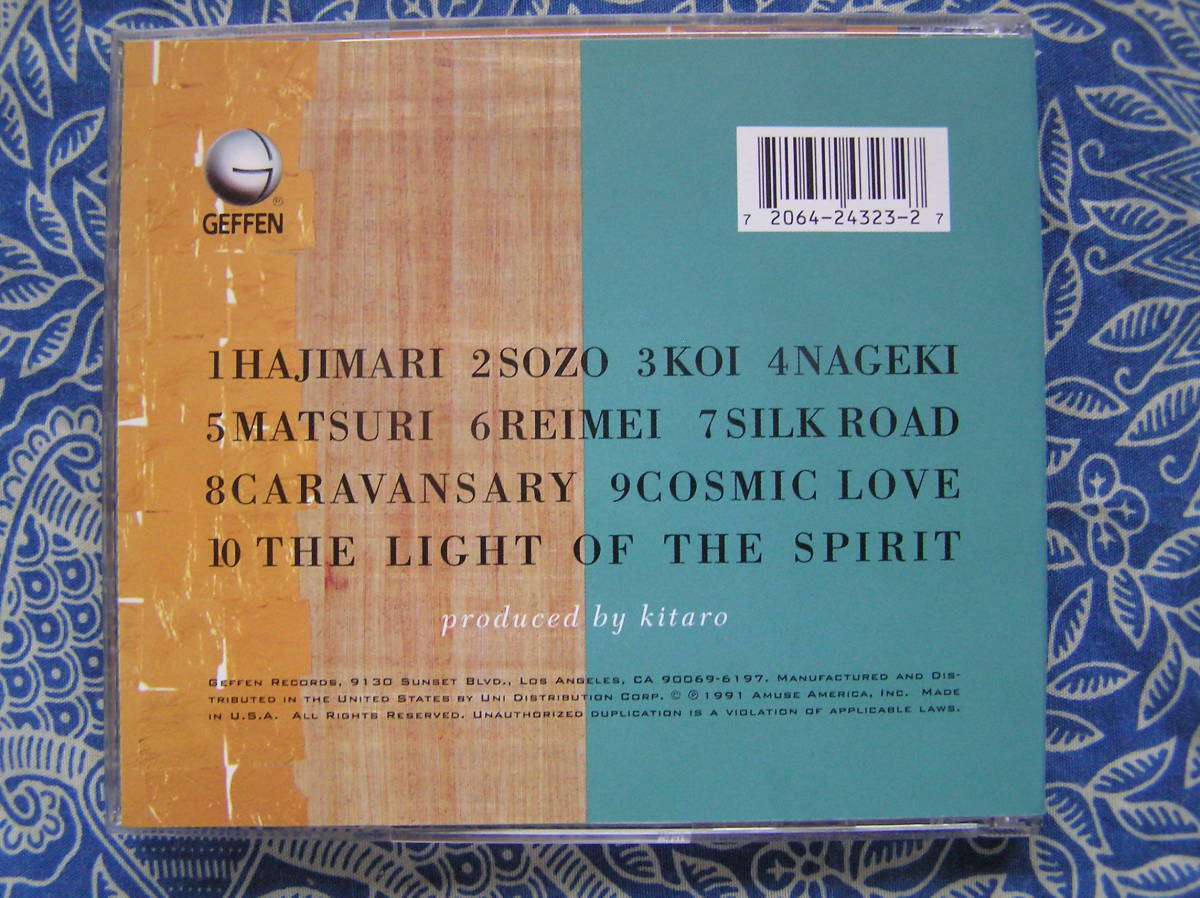 GEFFEN
7 2064-24323-2 7
1 HAJIMARI 2 SOZO 3 KOI 4 NAGEKI
5 MATSURI 6 REIMEI 7 SILK ROAD
8 CARAVANSARY 9 COSMIC LOVE
10 THE LIGHT OF THE SPIRIT
produced by kitaro
GEFFEN RECORDS, 9130 SUNSET BLVD., LOS ANGELES, CA 90069-6197. MANUFACTURED AND DIS-
TRIBUTED IN THE UNITED STATES BY UNI DISTRIBUTION CORP. © ℗ 1991 AMUSE AMERICA, INC. MADE
IN U.S.A. ALL RIGHTS RESERVED. UNAUTHORIZED DUPLICATION IS A VIOLATION OF APPLICABLE LAWS.